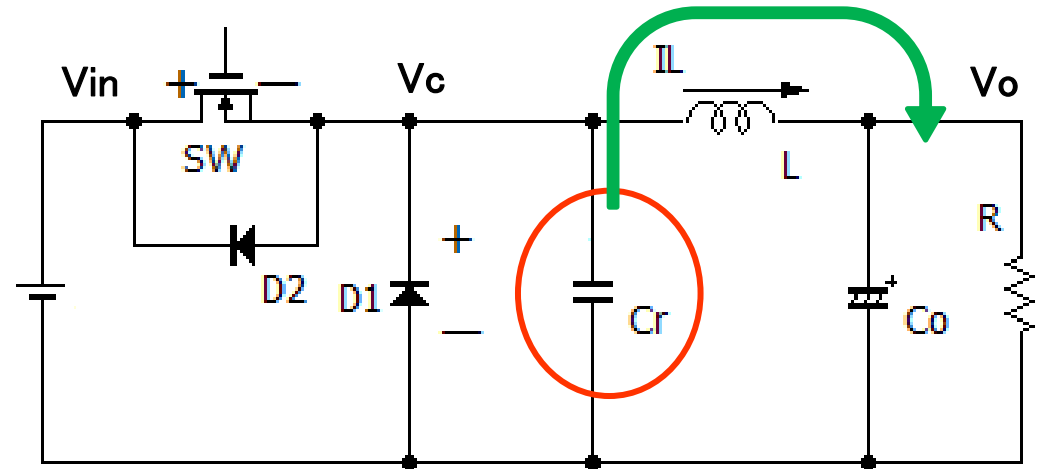 IL
Vin + — Vc Vo
SW
L
R
+
D2 D1 Cr + Co
—